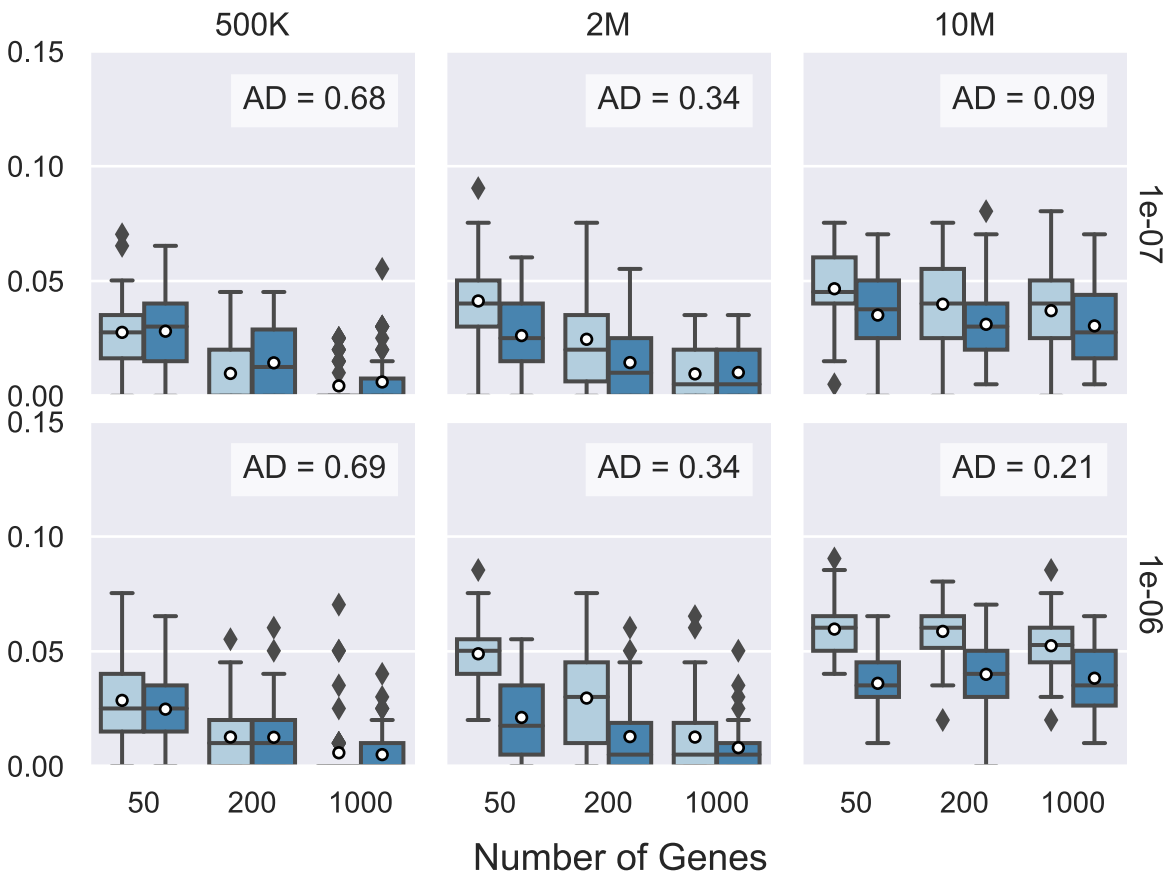 500K 2M 10M
0.15
AD = 0.68 AD = 0.34 AD = 0.09
0.10
1e-07
0.05
0.00
0.15
AD = 0.69 AD = 0.34 AD = 0.21
0.10
1e-06
0.05
0.00
50 200 1000 50 200 1000 50 200 1000
Number of Genes